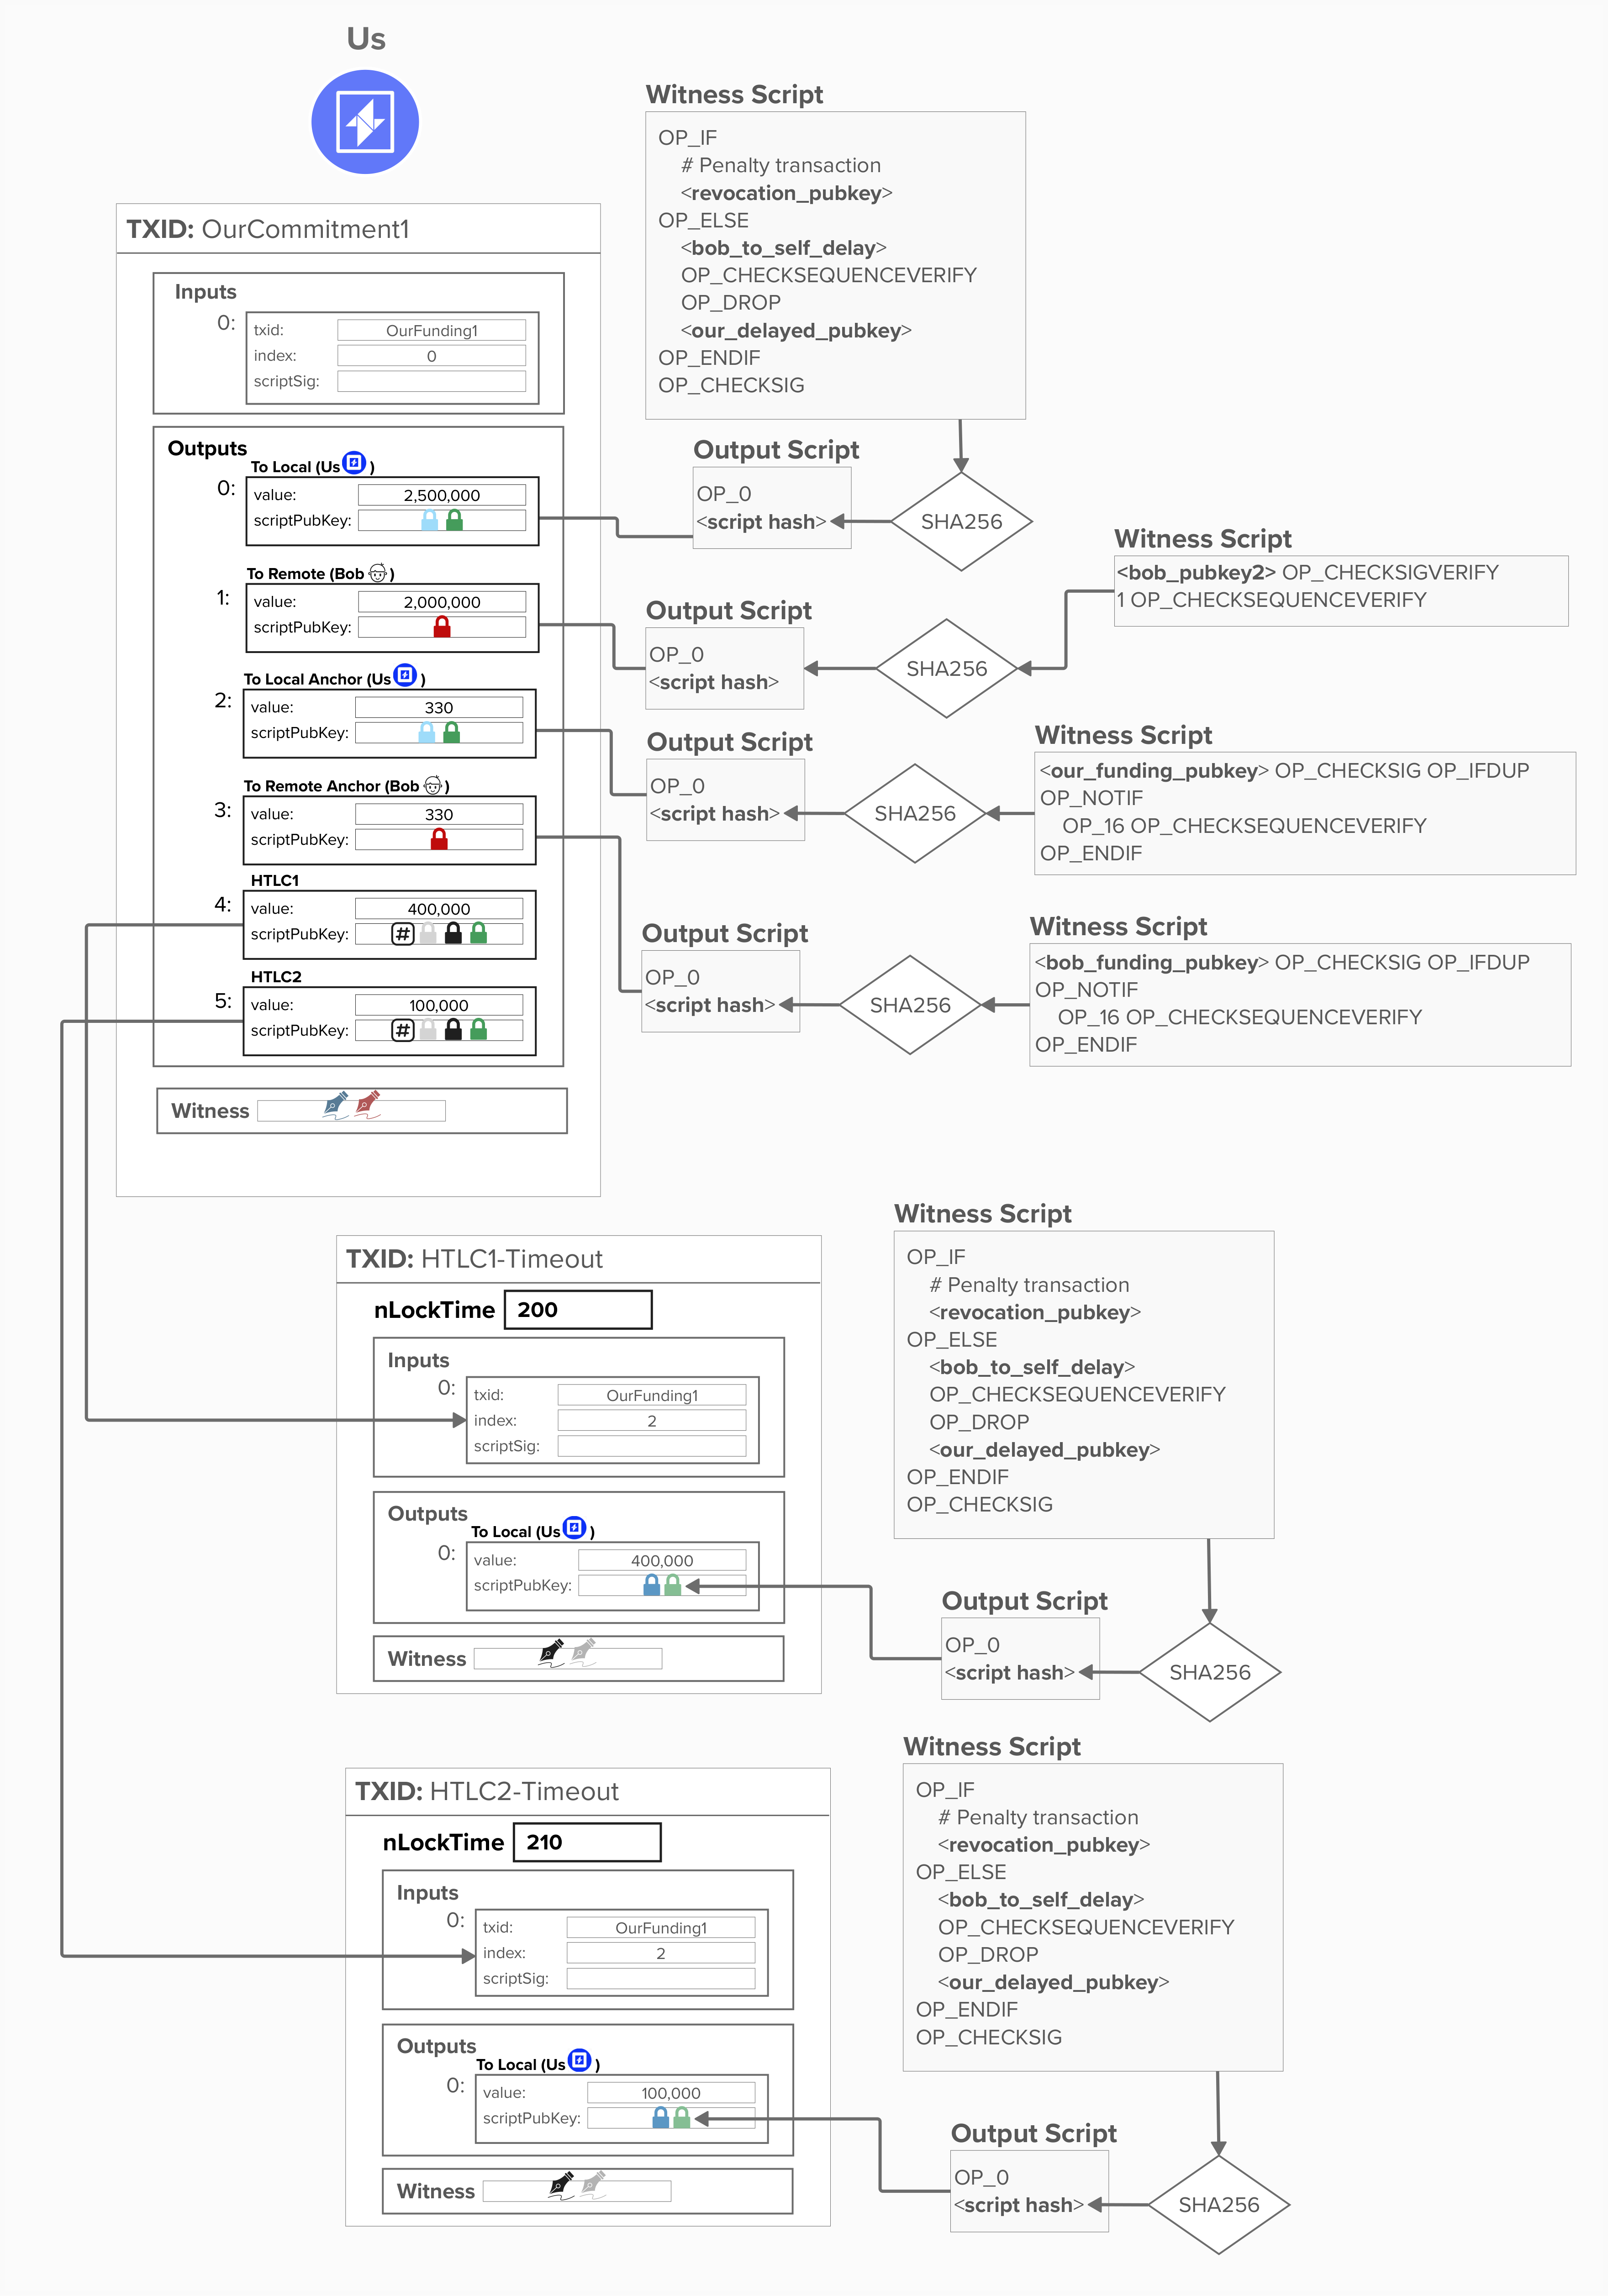 Us
TXID: OurCommitment1
Inputs
0:
txid: OurFunding1
index: 0
scriptSig:
Outputs
To Local (Us )
0:
value: 2,500,000
scriptPubKey:
To Remote (Bob )
1:
value: 2,000,000
scriptPubKey:
To Local Anchor (Us )
2:
value: 330
scriptPubKey:
To Remote Anchor (Bob )
3:
value: 330
scriptPubKey:
HTLC1
4:
value: 400,000
scriptPubKey: #
HTLC2
5:
value: 100,000
scriptPubKey: #
Witness
Witness Script
OP_IF
# Penalty transaction
<revocation_pubkey>
OP_ELSE
<bob_to_self_delay>
OP_CHECKSEQUENCEVERIFY
OP_DROP
<our_delayed_pubkey>
OP_ENDIF
OP_CHECKSIG
Output Script
OP_0
<script hash>
SHA256
Witness Script
<bob_pubkey2> OP_CHECKSIGVERIFY
1 OP_CHECKSEQUENCEVERIFY
Output Script
OP_0
<script hash>
SHA256
Witness Script
<our_funding_pubkey> OP_CHECKSIG OP_IFDUP
OP_NOTIF
OP_16 OP_CHECKSEQUENCEVERIFY
OP_ENDIF
Output Script
OP_0
<script hash>
SHA256
Witness Script
<bob_funding_pubkey> OP_CHECKSIG OP_IFDUP
OP_NOTIF
OP_16 OP_CHECKSEQUENCEVERIFY
OP_ENDIF
Output Script
OP_0
<script hash>
SHA256
TXID: HTLC1-Timeout
nLockTime 200
Inputs
0:
txid: OurFunding1
index: 2
scriptSig:
Outputs
To Local (Us )
0:
value: 400,000
scriptPubKey:
Witness
Witness Script
OP_IF
# Penalty transaction
<revocation_pubkey>
OP_ELSE
<bob_to_self_delay>
OP_CHECKSEQUENCEVERIFY
OP_DROP
<our_delayed_pubkey>
OP_ENDIF
OP_CHECKSIG
Output Script
OP_0
<script hash>
SHA256
TXID: HTLC2-Timeout
nLockTime 210
Inputs
0:
txid: OurFunding1
index: 2
scriptSig:
Outputs
To Local (Us )
0:
value: 100,000
scriptPubKey:
Witness
Witness Script
OP_IF
# Penalty transaction
<revocation_pubkey>
OP_ELSE
<bob_to_self_delay>
OP_CHECKSEQUENCEVERIFY
OP_DROP
<our_delayed_pubkey>
OP_ENDIF
OP_CHECKSIG
Output Script
OP_0
<script hash>
SHA256